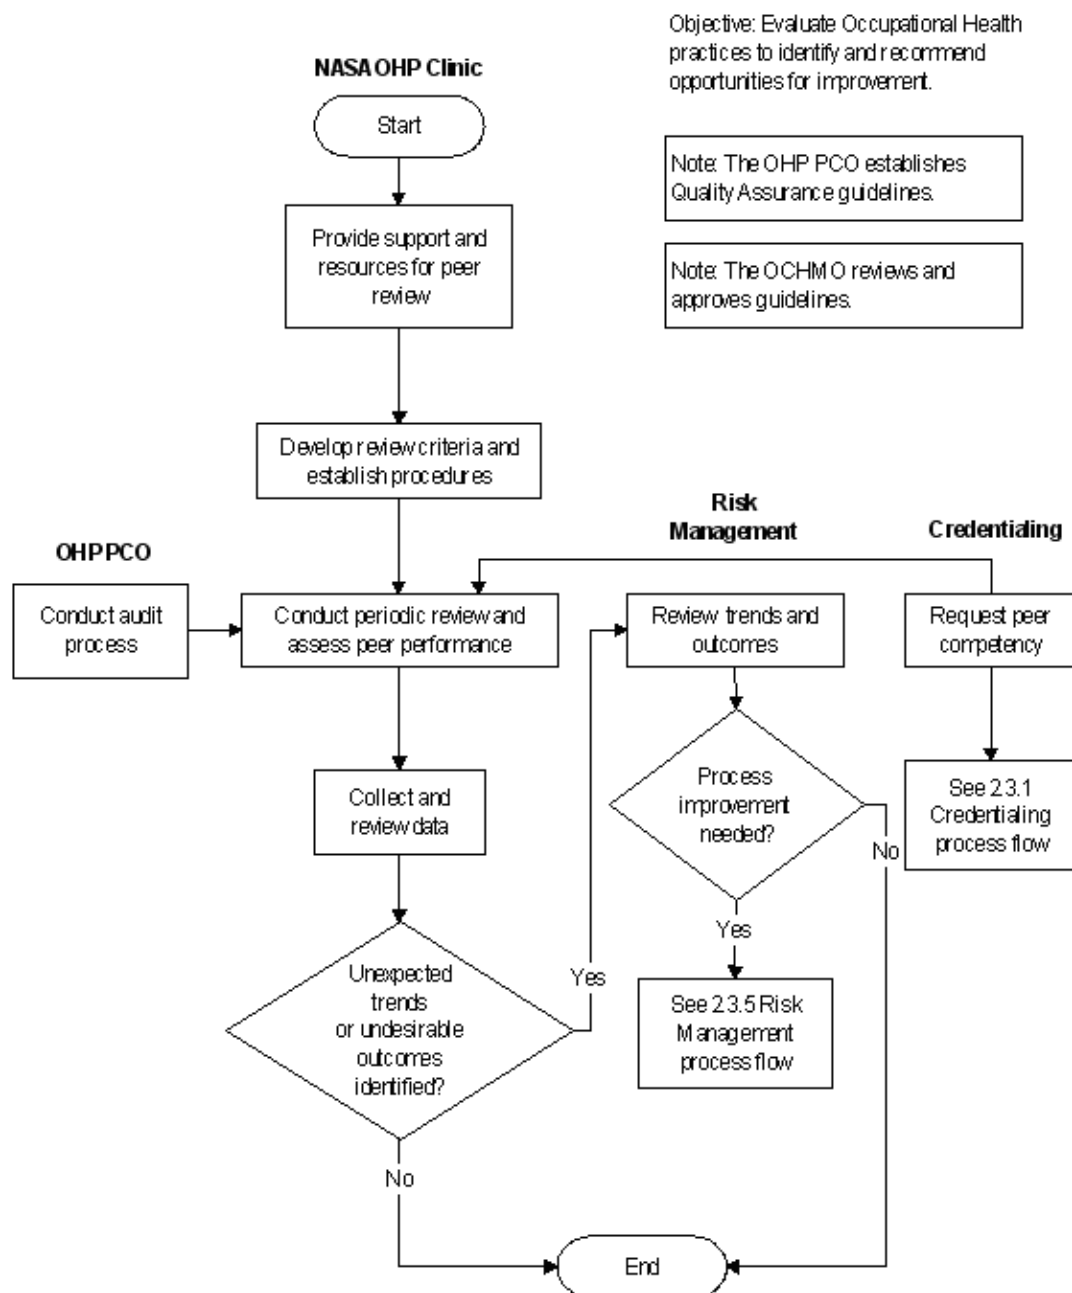 Objective: Evaluate Occupational Health
practices to identify and recommend
opportunities for improvement.
NASA OHP Clinic
Start
Note: The OHP PCO establishes
Quality Assurance guidelines.
Provide support and
resources for peer
review
Note: The OCHMO reviews and
approves guidelines.
Develop review criteria and
establish procedures
Risk
Management
Credentialing
OHP PCO
Conduct audit
process
Conduct periodic review and
assess peer performance
Review trends and
outcomes
Request peer
competency
Collect and
review data
Process
improvement
needed?
See 2.3.1
Credentialing
process flow
No
Yes
Unexpected
trends
or undesirable
outcomes
identified?
Yes
See 2.3.5 Risk
Management
process flow
No
End